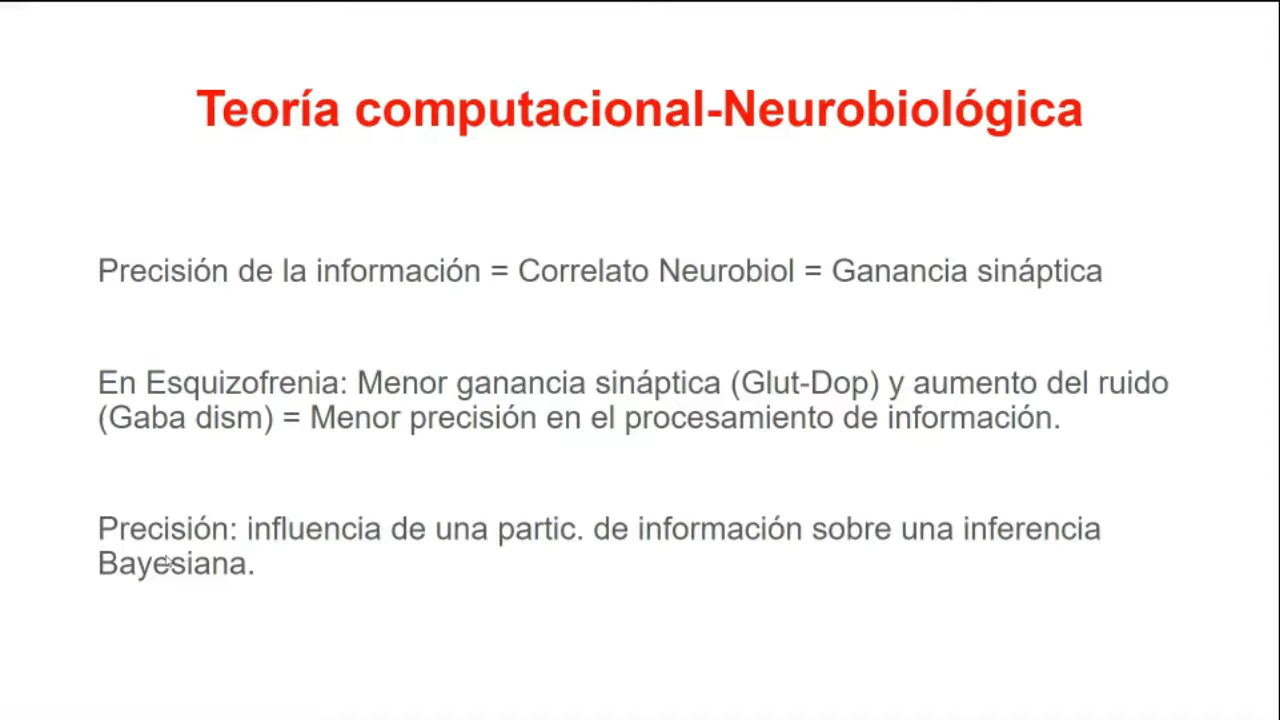 Teoría computacional-Neurobiológica
Precisión de la información = Correlato Neurobiol = Ganancia sináptica
En Esquizofrenia: Menor ganancia sináptica (Glut-Dop) y aumento del ruido
(Gaba dism) = Menor precisión en el procesamiento de información.
Precisión: influencia de una partic. de información sobre una inferencia
Bayesiana.